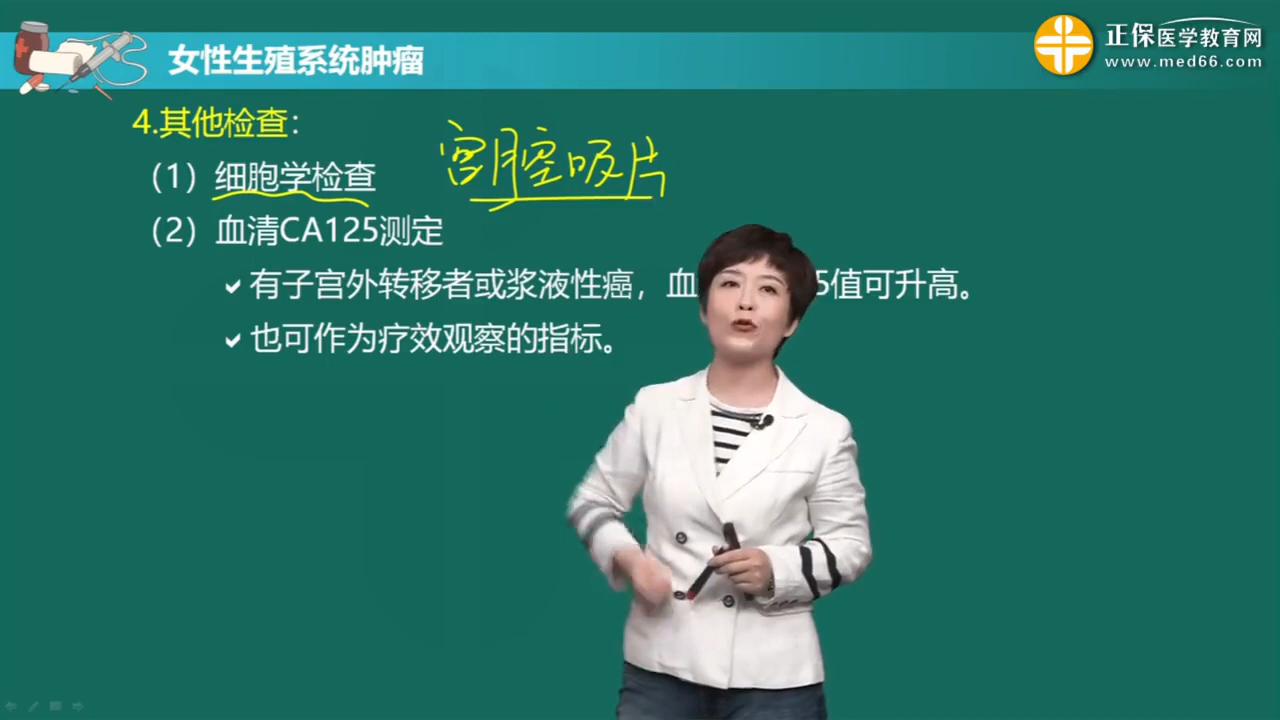 正保医学教育网
www.med66.com
女性生殖系统肿瘤
4.其他检查：
（1）细胞学检查 宫腔吸片
（2）血清CA125测定
有子宫外转移者或浆液性癌，血 5值可升高。
也可作为疗效观察的指标。